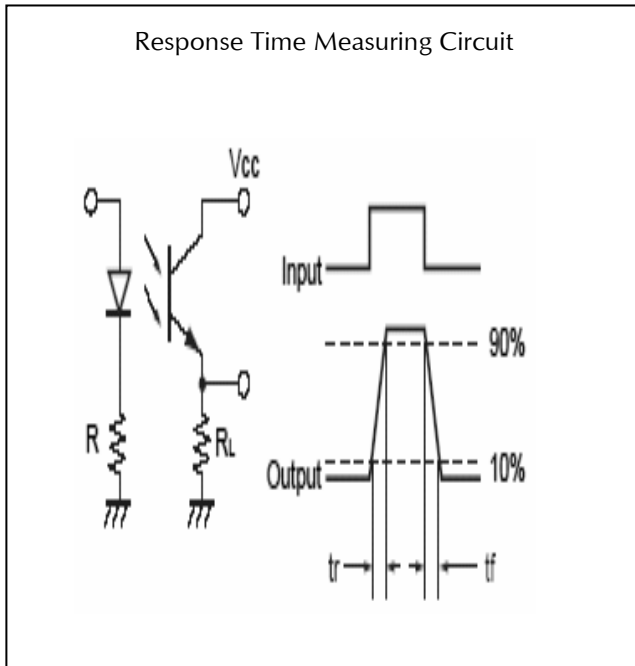 Response Time Measuring Circuit
Vcc
Input
90%
R
RL
Output
10%
tr
tf